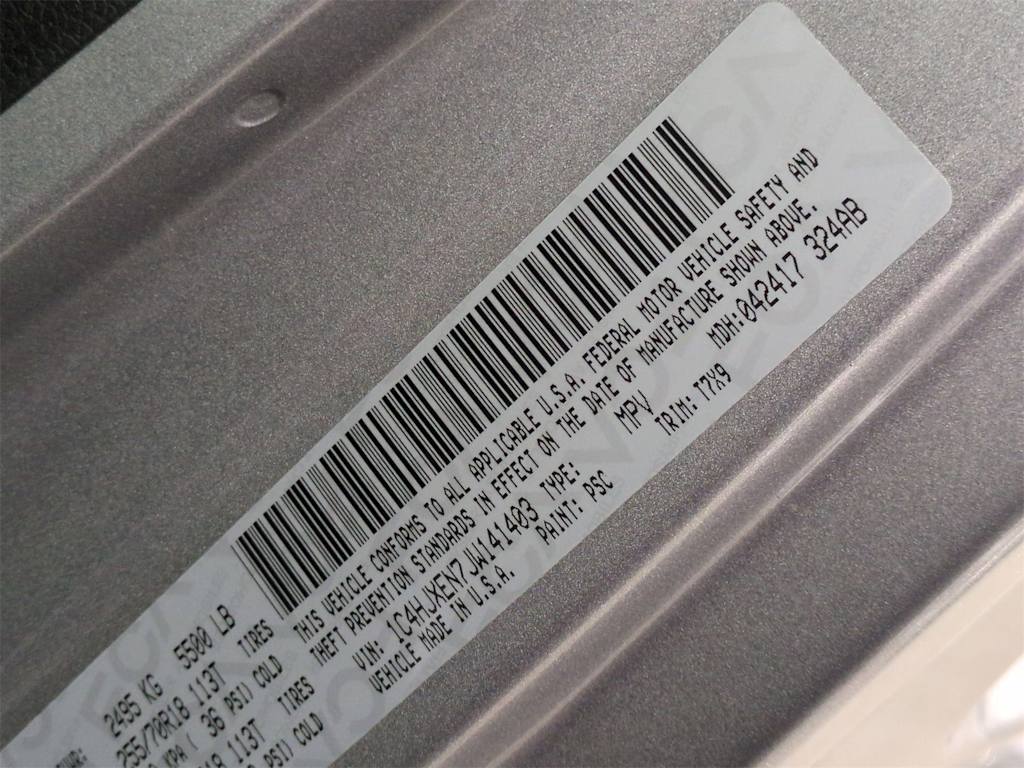 2495 KG 5500 LB
255/70R18 113T TIRES
KPA ( 36 PSI) COLD
18 113T TIRES
PSI) COLD
THIS VEHICLE CONFORMS TO ALL APPLICABLE U.S.A. FEDERAL MOTOR VEHICLE SAFETY AND
THEFT PREVENTION STANDARDS IN EFFECT ON THE DATE OF MANUFACTURE SHOWN ABOVE.
VIN: 1C4HJXEN7JW141403 TYPE: MPV MDH:042417 324AB
VEHICLE MADE IN U.S.A. PAINT: PSC TRIM: T7X9